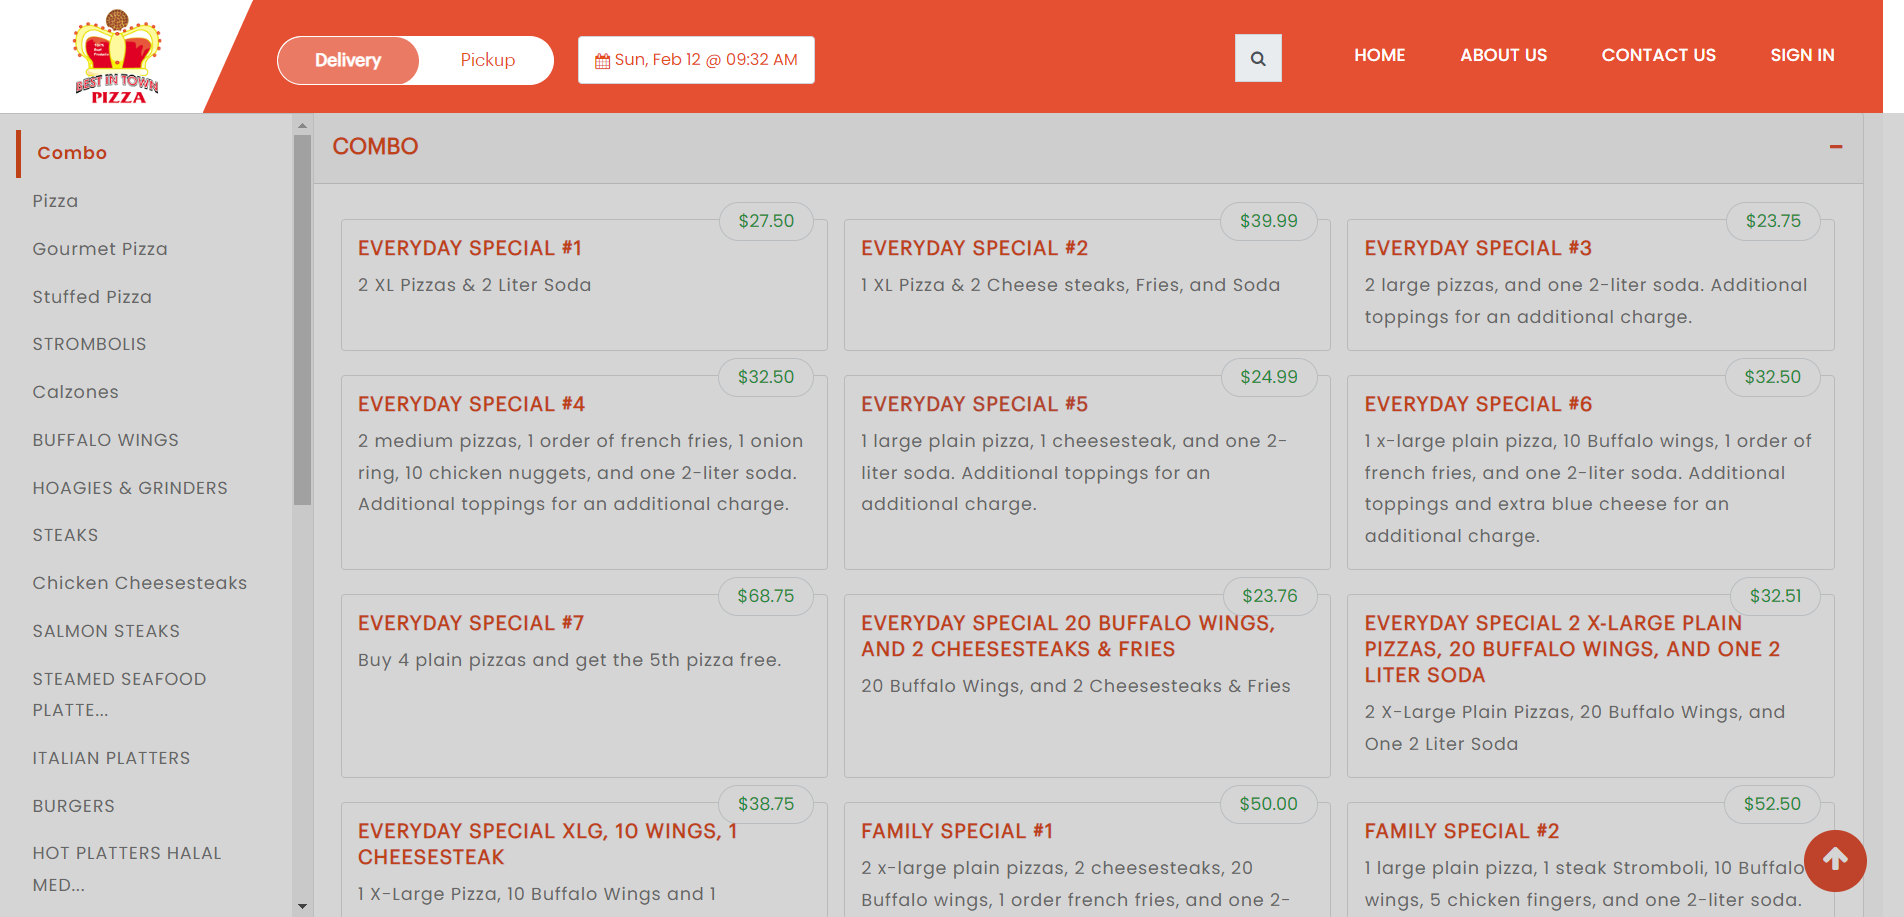 BEST IN TOWN
PIZZA
Delivery
Pickup
Sun, Feb 12 @ 09:32 AM
HOME
ABOUT US
CONTACT US
SIGN IN
Combo
Pizza
Gourmet Pizza
Stuffed Pizza
STROMBOLIS
Calzones
BUFFALO WINGS
HOAGIES & GRINDERS
STEAKS
Chicken Cheesesteaks
SALMON STEAKS
STEAMED SEAFOOD
PLATTE...
ITALIAN PLATTERS
BURGERS
HOT PLATTERS HALAL
MED...
COMBO
$27.50
EVERYDAY SPECIAL #1
2 XL Pizzas & 2 Liter Soda
$39.99
EVERYDAY SPECIAL #2
1 XL Pizza & 2 Cheese steaks, Fries, and Soda
$23.75
EVERYDAY SPECIAL #3
2 large pizzas, and one 2-liter soda. Additional
toppings for an additional charge.
$32.50
EVERYDAY SPECIAL #4
2 medium pizzas, 1 order of french fries, 1 onion
ring, 10 chicken nuggets, and one 2-liter soda.
Additional toppings for an additional charge.
$24.99
EVERYDAY SPECIAL #5
1 large plain pizza, 1 cheesesteak, and one 2-
liter soda. Additional toppings for an
additional charge.
$32.50
EVERYDAY SPECIAL #6
1 x-large plain pizza, 10 Buffalo wings, 1 order of
french fries, and one 2-liter soda. Additional
toppings and extra blue cheese for an
additional charge.
$68.75
EVERYDAY SPECIAL #7
Buy 4 plain pizzas and get the 5th pizza free.
$23.76
EVERYDAY SPECIAL 20 BUFFALO WINGS,
AND 2 CHEESESTEAKS & FRIES
20 Buffalo Wings, and 2 Cheesesteaks & Fries
$32.51
EVERYDAY SPECIAL 2 X-LARGE PLAIN
PIZZAS, 20 BUFFALO WINGS, AND ONE 2
LITER SODA
2 X-Large Plain Pizzas, 20 Buffalo Wings, and
One 2 Liter Soda
$38.75
EVERYDAY SPECIAL XLG, 10 WINGS, 1
CHEESESTEAK
1 X-Large Pizza, 10 Buffalo Wings and 1
$50.00
FAMILY SPECIAL #1
2 x-large plain pizzas, 2 cheesesteaks, 20
Buffalo wings, 1 order french fries, and one 2-
$52.50
FAMILY SPECIAL #2
1 large plain pizza, 1 steak Stromboli, 10 Buffalo
wings, 5 chicken fingers, and one 2-liter soda.